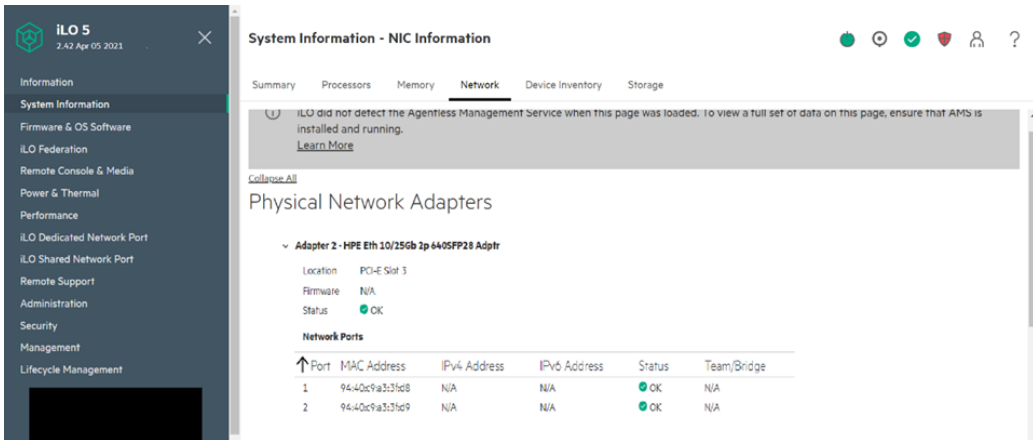 iLO 5
2.42 Apr 05 2021
Information
System Information
Firmware & OS Software
iLO Federation
Remote Console & Media
Power & Thermal
Performance
iLO Dedicated Network Port
iLO Shared Network Port
Remote Support
Administration
Security
Management
Lifecycle Management
System Information - NIC Information
?
Summary Processors Memory Network Device Inventory Storage
iLO did not detect the Agentless Management Service when this page was loaded. To view a full set of data on this page, ensure that AMS is
installed and running.
Learn More
Collapse All
Physical Network Adapters
Adapter 2 - HPE Eth 10/25Gb 2p 640SFP28 Adptr
Location PCI-E Slot 3
Firmware N/A
Status OK
Network Ports
Port MAC Address IPv4 Address IPv6 Address Status Team/Bridge
1 94:40:c9:a3:3f:d8 N/A N/A OK N/A
2 94:40:c9:a3:3f:d9 N/A N/A OK N/A